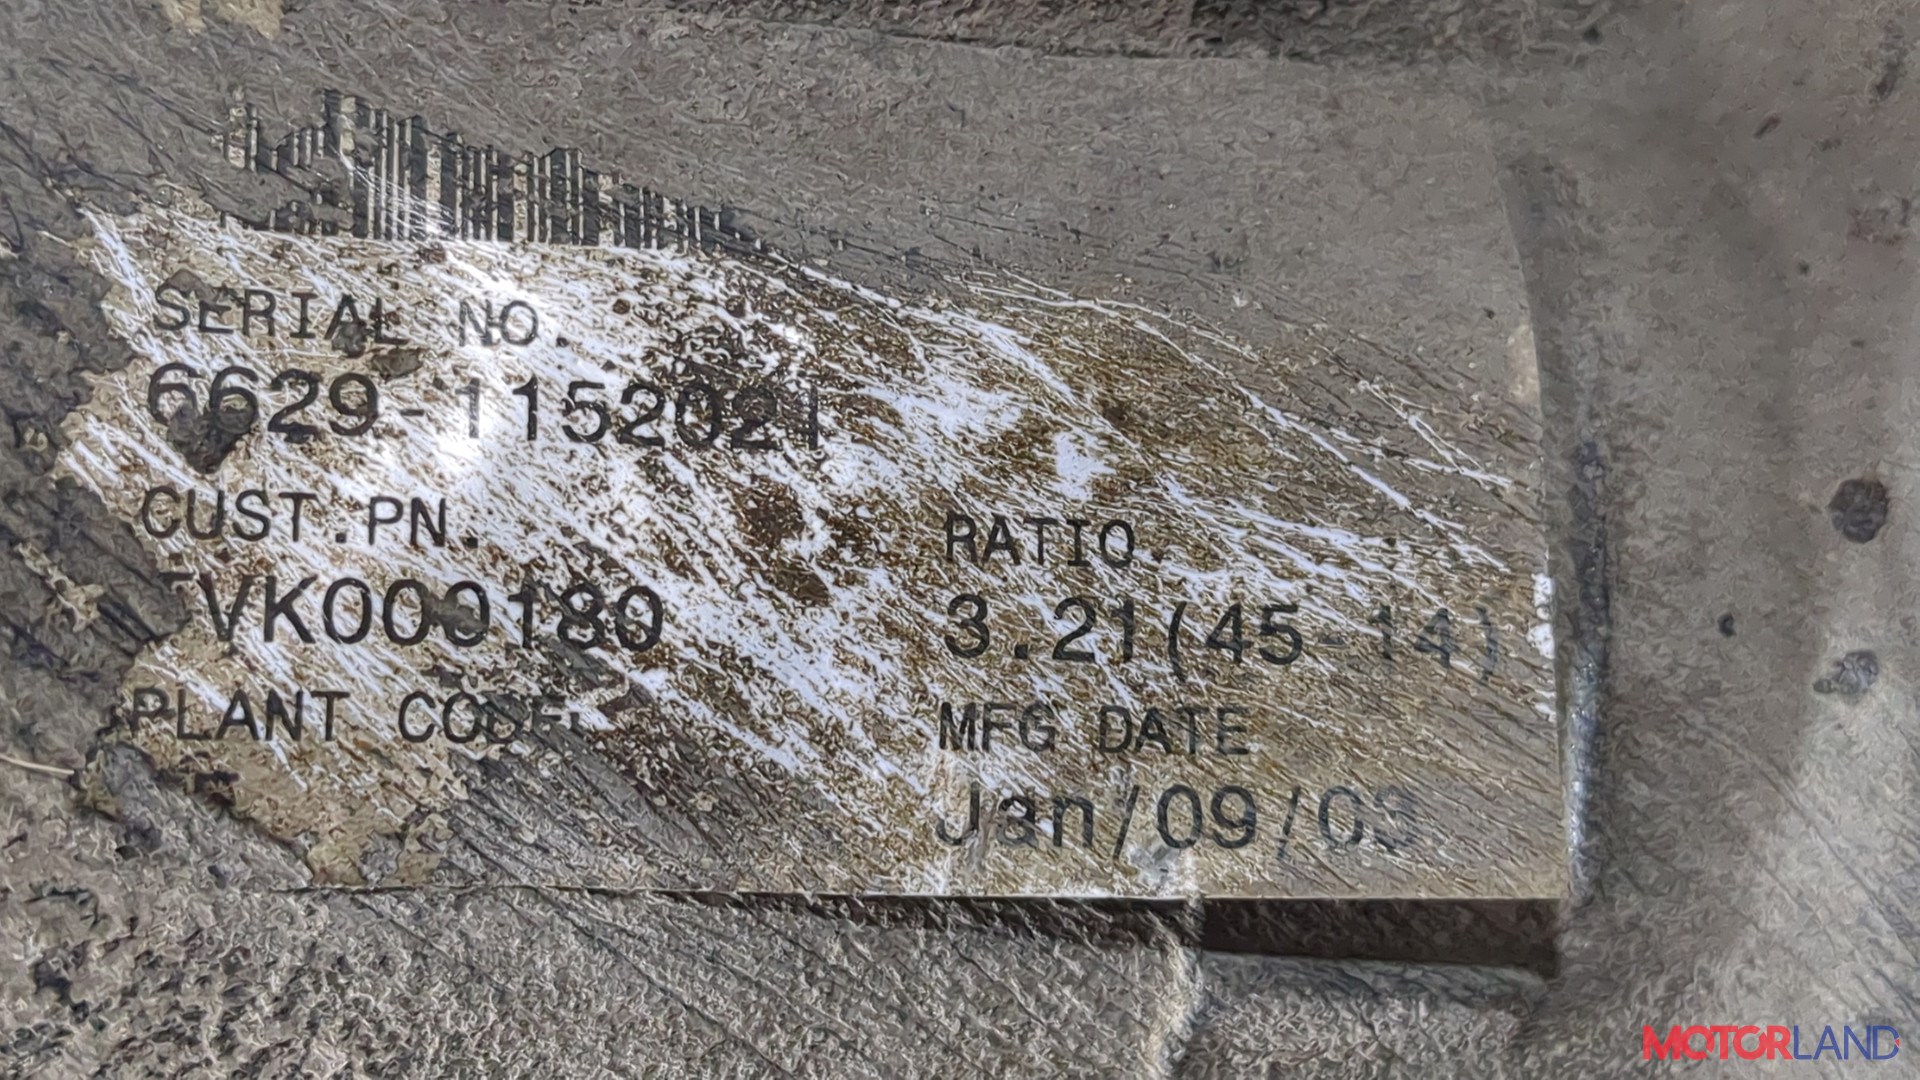 SERIAL NO.
6629-1152021
CUST.PN.
TVK000180
PLANT CODE
RATIO.
3.21(45-14)
MFG DATE
Jan/09/03
MOTORLAND